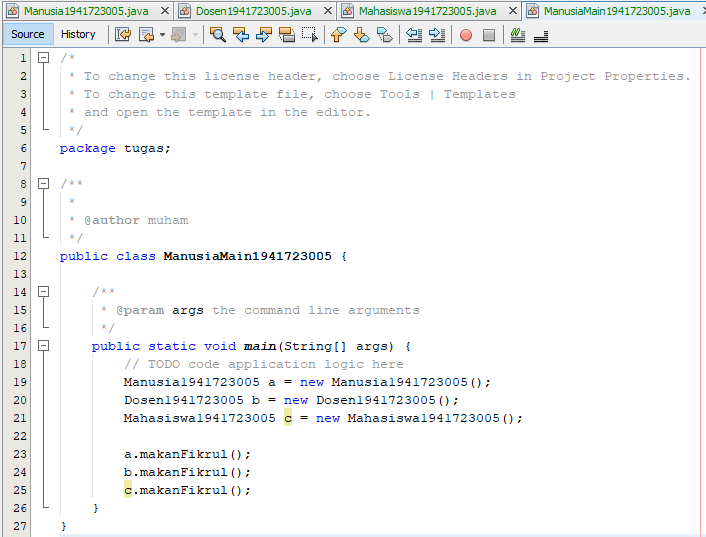 Manusia1941723005.java Dosen1941723005.java Mahasiswa1941723005.java ManusiaMain1941723005.java
Source History
1 /*
2 * To change this license header, choose License Headers in Project Properties.
3 * To change this template file, choose Tools | Templates
4 * and open the template in the editor.
5 */
6 package tugas;
7
8 /**
9 *
10 * @author muham
11 */
12 public class ManusiaMain1941723005 {
13
14 /**
15 * @param args the command line arguments
16 */
17 public static void main(String[] args) {
18 // TODO code application logic here
19 Manusia1941723005 a = new Manusia1941723005();
20 Dosen1941723005 b = new Dosen1941723005();
21 Mahasiswa1941723005 c = new Mahasiswa1941723005();
22
23 a.makanFikrul();
24 b.makanFikrul();
25 c.makanFikrul();
26 }
27 }